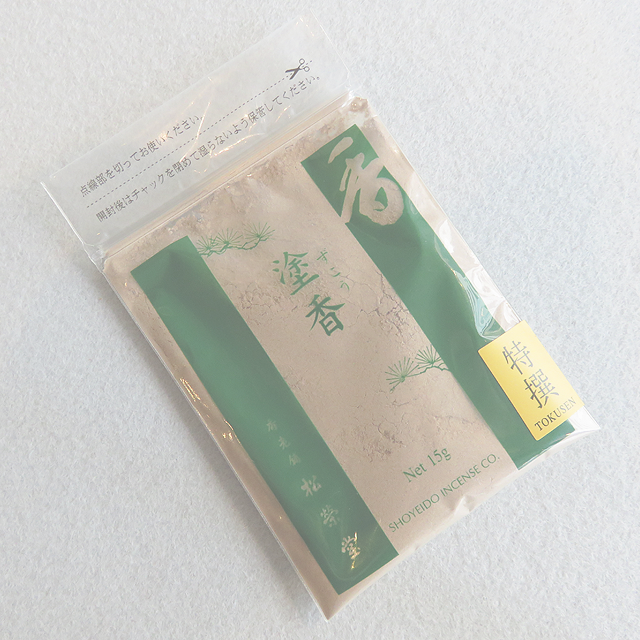 点線部を切ってお使いください。
開封後はチャックを閉めて湿らないよう保管してください。
香
塗香
ずこう
特撰
TOKUSEN
Net 15g
SHOYEIDO INCENSE CO.
香老舗 松栄堂